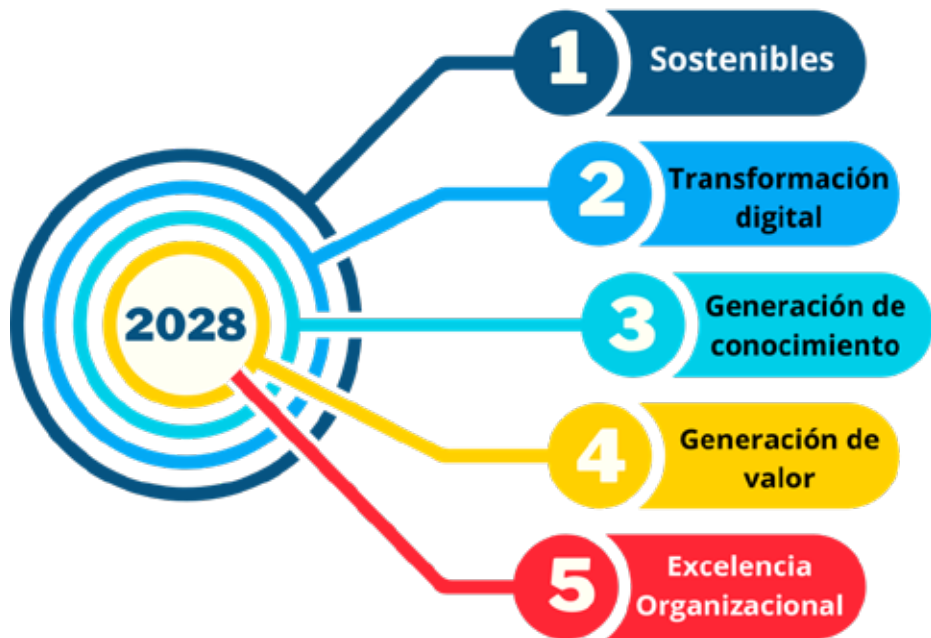 2028
1
Sostenibles
2
Transformación
digital
3
Generación de
conocimiento
4
Generación de
valor
5
Excelencia
Organizacional